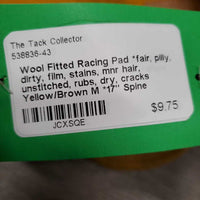 The Tack Collector
538836-43
Wool Fitted Racing Pad *fair, pilly,
dirty, film, stains, mnr hair,
unstitched, rubs, dry, cracks
Yellow/Brown M *17" Spine
$9.75
JCXSQE